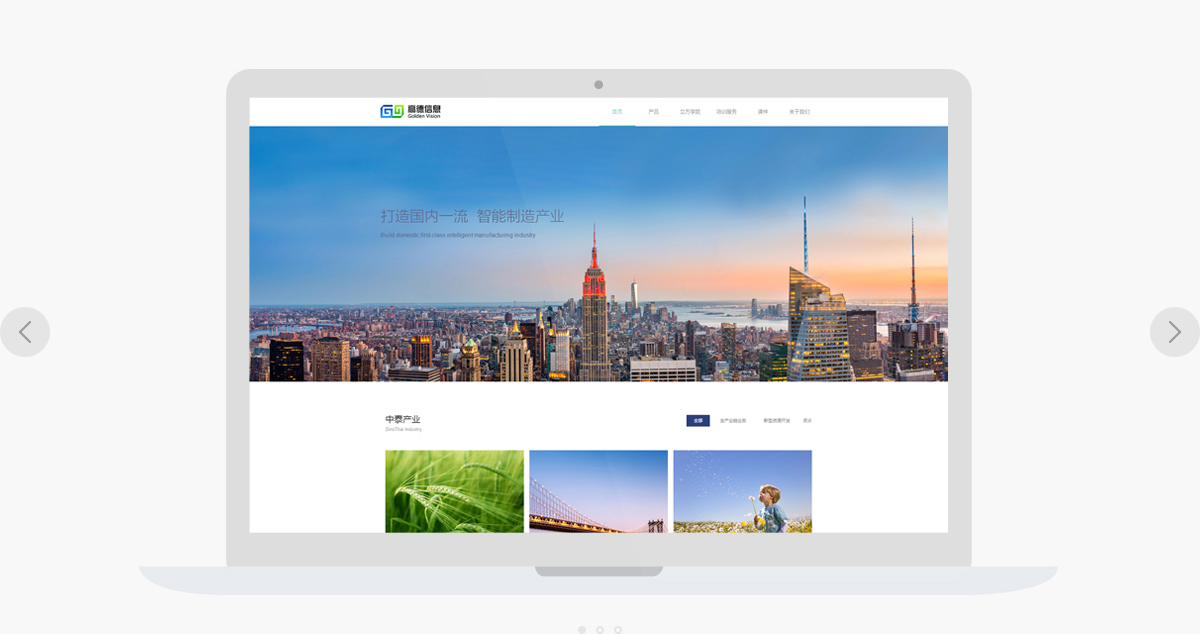 高德信息
Golden Vision
首页
产品
立方学院
培训服务
课件
关于我们
打造国内一流 智能制造产业
Build domestic first-class intelligent manufacturing industry
中泰产业
SinoThai Industry
全部
全产业链业务
新型资源开发